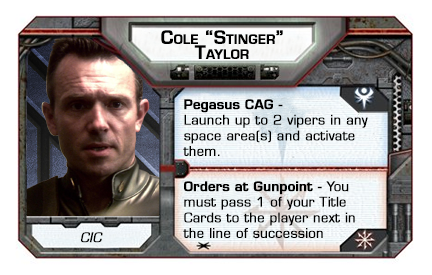 COLE “STINGER”
TAYLOR
Pegasus CAG -
Launch up to 2 vipers in any
space area(s) and activate
them.
Orders at Gunpoint - You
must pass 1 of your Title
Cards to the player next in
the line of succession
CIC